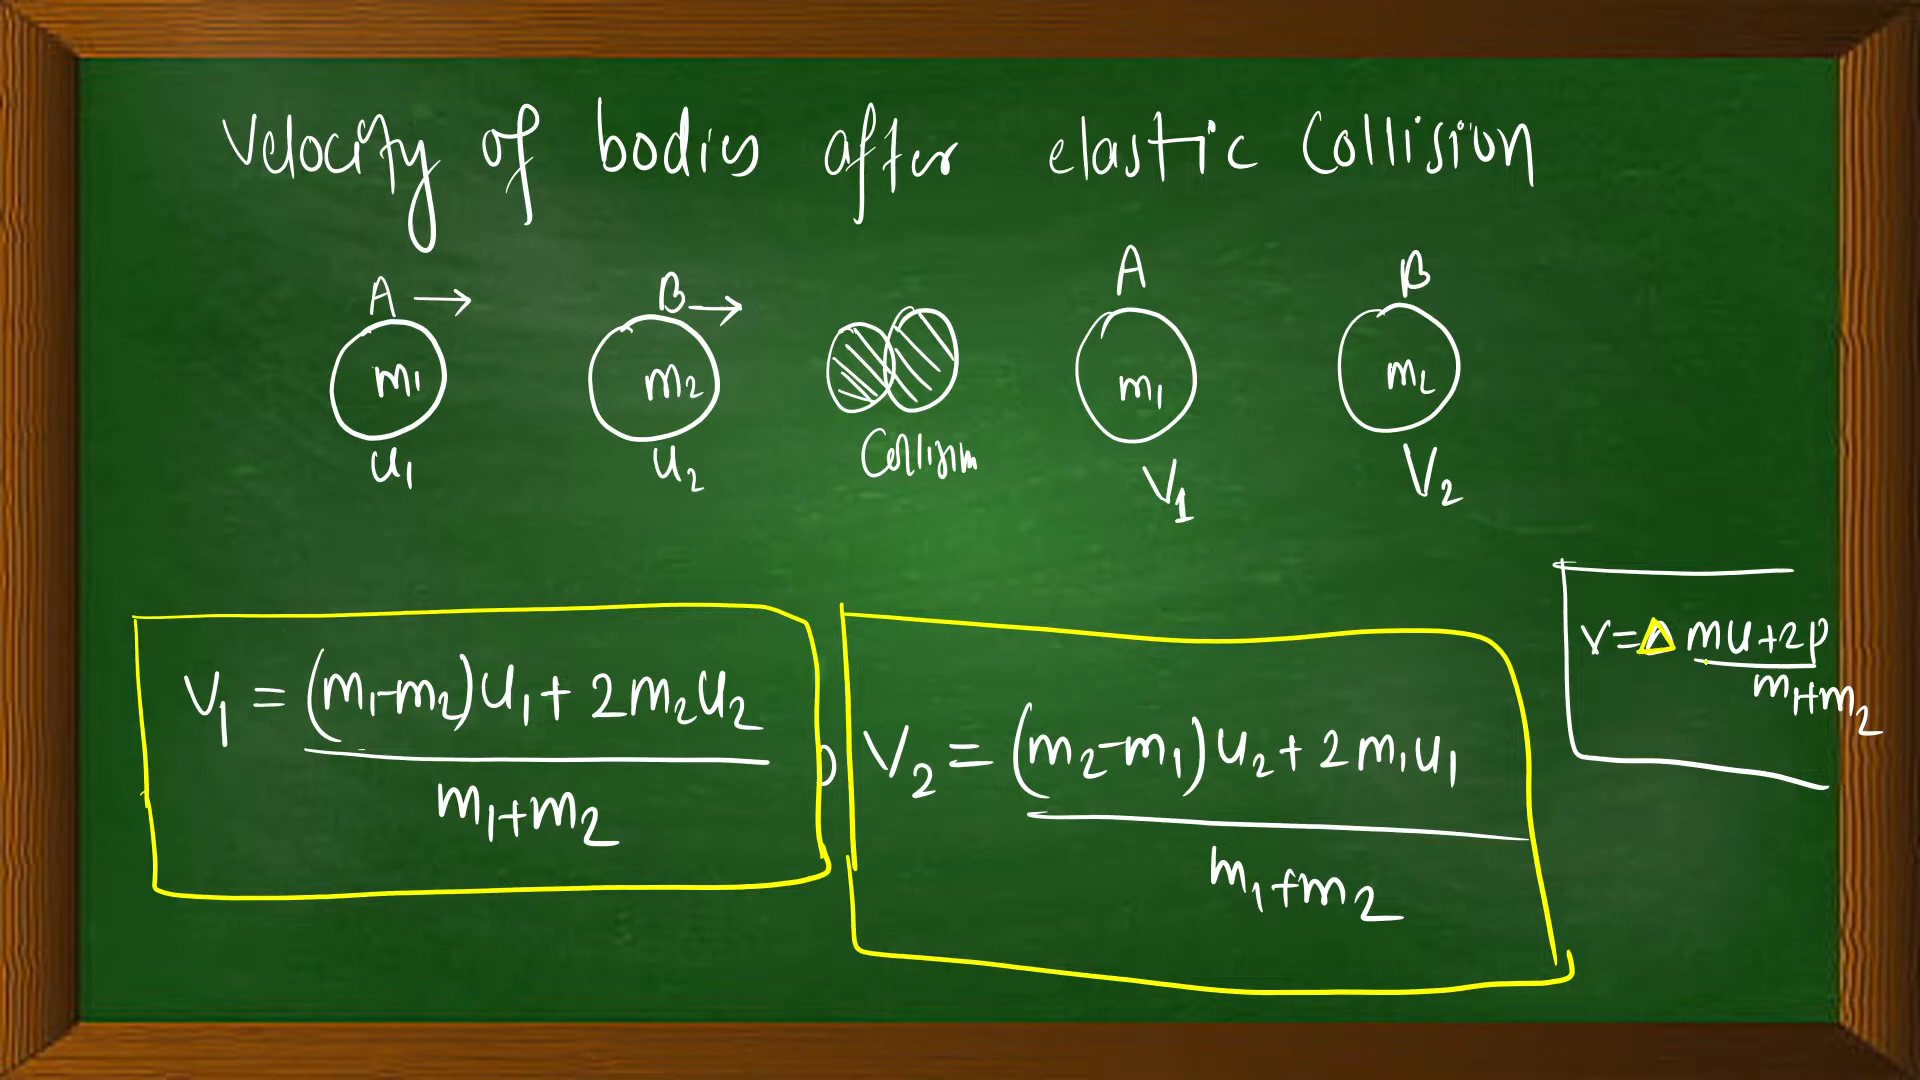 Velocity of bodies after elastic Collision
A → B → A B
m1 m2 m1 m2
u1 u2 Collision V1 V2
V1 = (m1-m2)u1 + 2m2u2 / m1+m2
V2 = (m2-m1)u2 + 2m1u1 / m1+m2
V = Δmu+2p / m1+m2